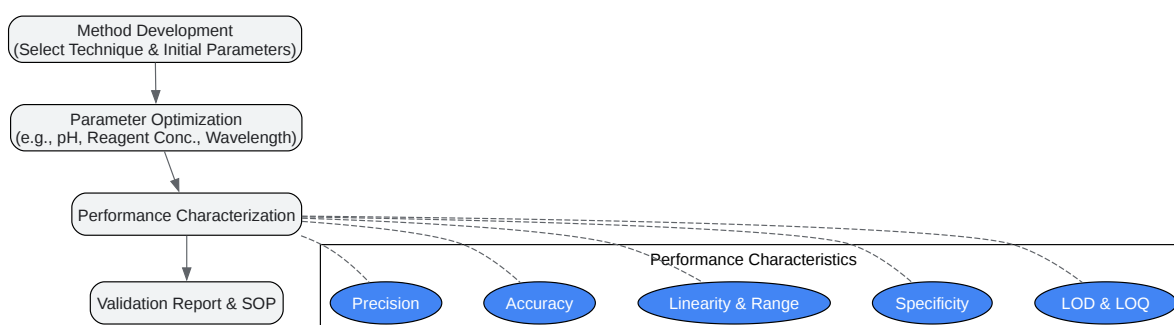 Method Development
(Select Technique & Initial Parameters)
Parameter Optimization
(e.g., pH, Reagent Conc., Wavelength)
Performance Characterization
Performance Characteristics
Validation Report & SOP
Precision
Accuracy
Linearity & Range
Specificity
LOD & LOQ